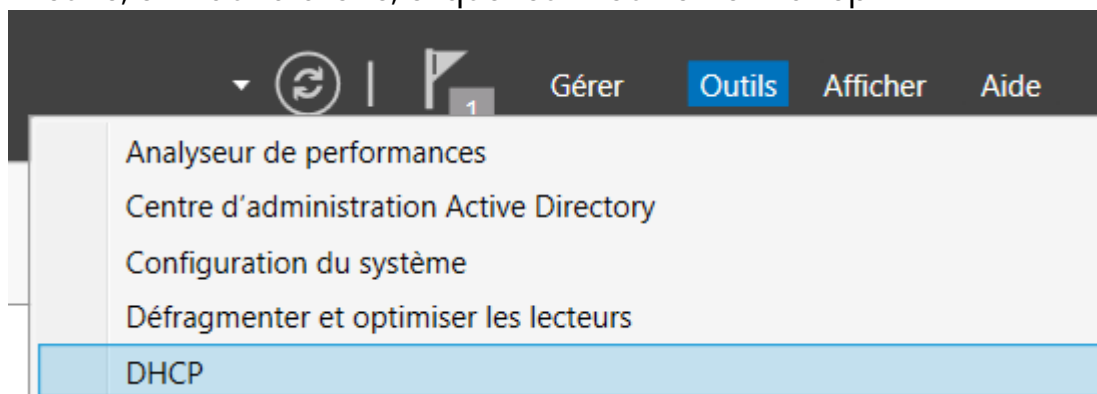 1 Gérer Outils Afficher Aide
Analyseur de performances
Centre d'administration Active Directory
Configuration du système
Défragmenter et optimiser les lecteurs
DHCP